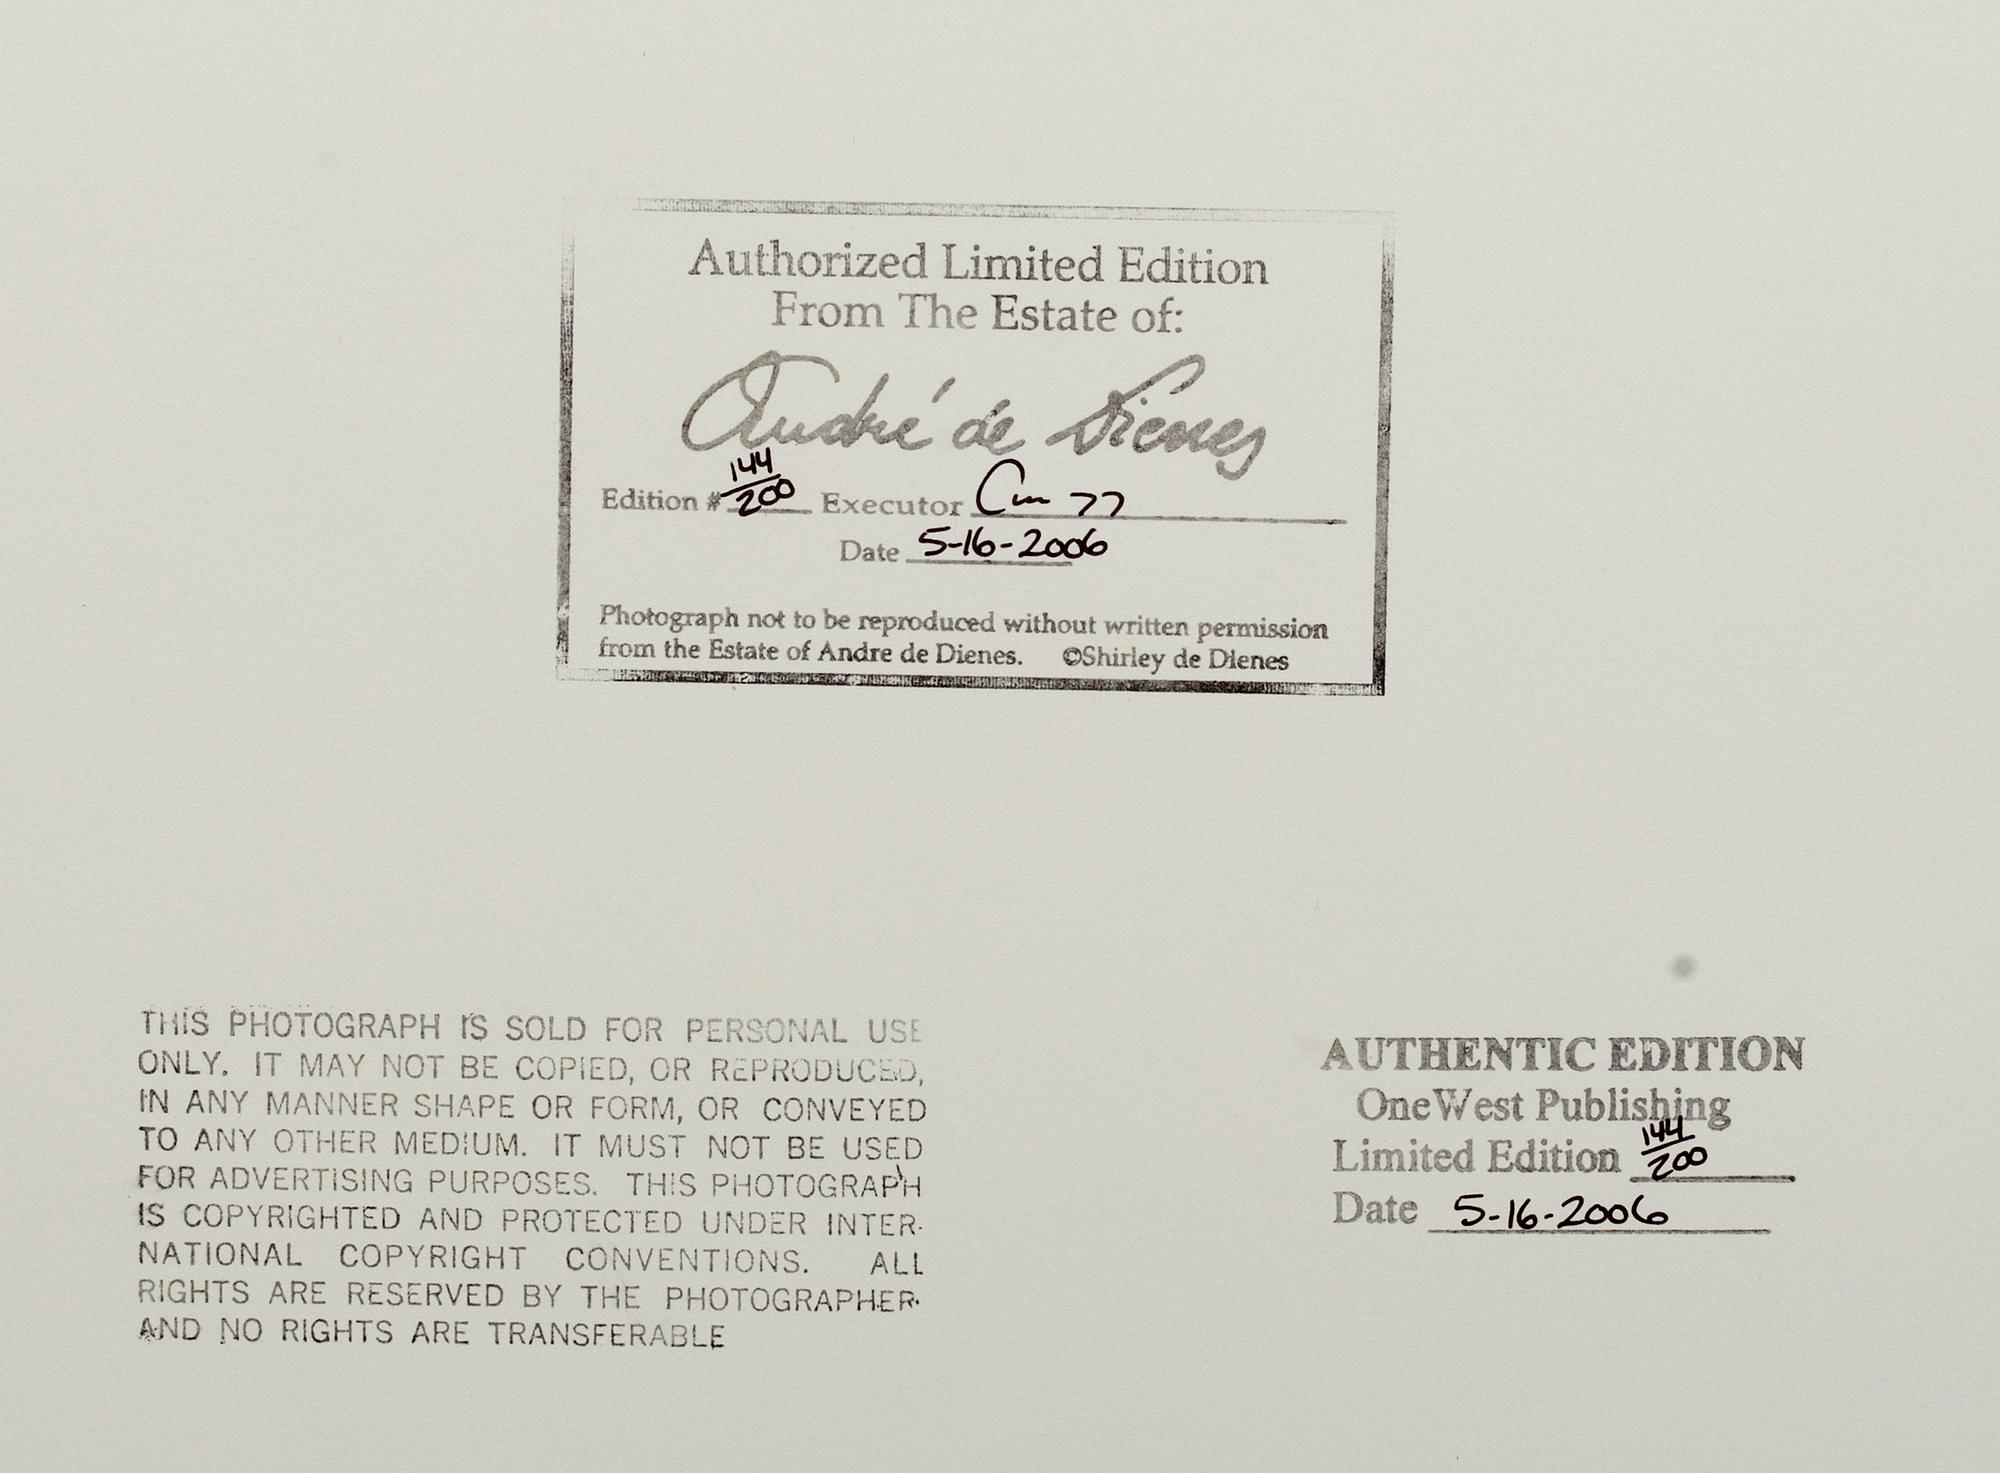 Authorized Limited Edition
From The Estate of:
André de Dienes
Edition # 144/200 Executor
Date 5-16-2006
Photograph not to be reproduced without written permission
from the Estate of Andre de Dienes. ©Shirley de Dienes
THIS PHOTOGRAPH IS SOLD FOR PERSONAL USE
ONLY. IT MAY NOT BE COPIED, OR REPRODUCED,
IN ANY MANNER SHAPE OR FORM, OR CONVEYED
TO ANY OTHER MEDIUM. IT MUST NOT BE USED
FOR ADVERTISING PURPOSES. THIS PHOTOGRAPH
IS COPYRIGHTED AND PROTECTED UNDER INTER-
NATIONAL COPYRIGHT CONVENTIONS. ALL
RIGHTS ARE RESERVED BY THE PHOTOGRAPHER
AND NO RIGHTS ARE TRANSFERABLE
AUTHENTIC EDITION
OneWest Publishing
Limited Edition 144/200
Date 5-16-2006